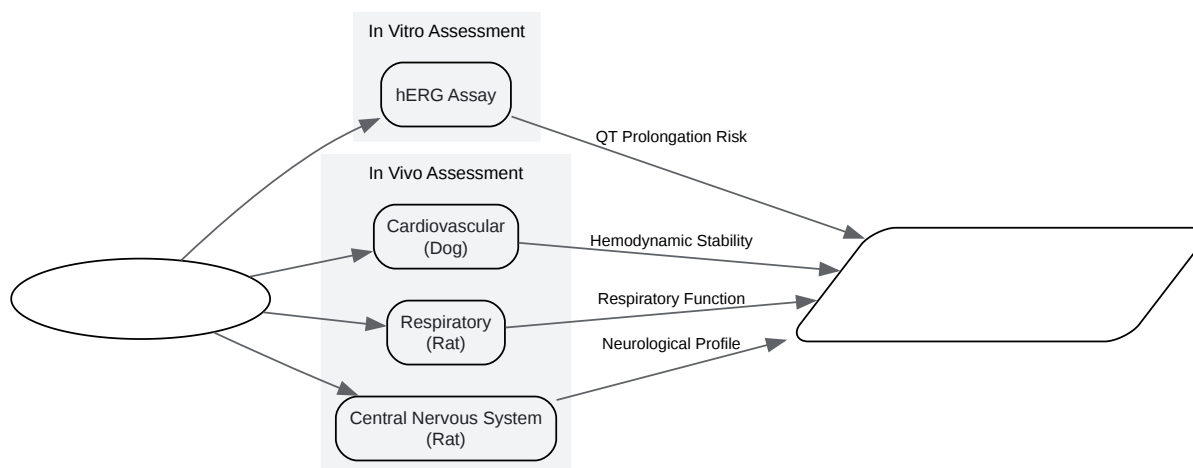 In Vitro Assessment
hERG Assay
QT Prolongation Risk
In Vivo Assessment
Cardiovascular
(Dog)
Hemodynamic Stability
Respiratory
(Rat)
Respiratory Function
Neurological Profile
Central Nervous System
(Rat)